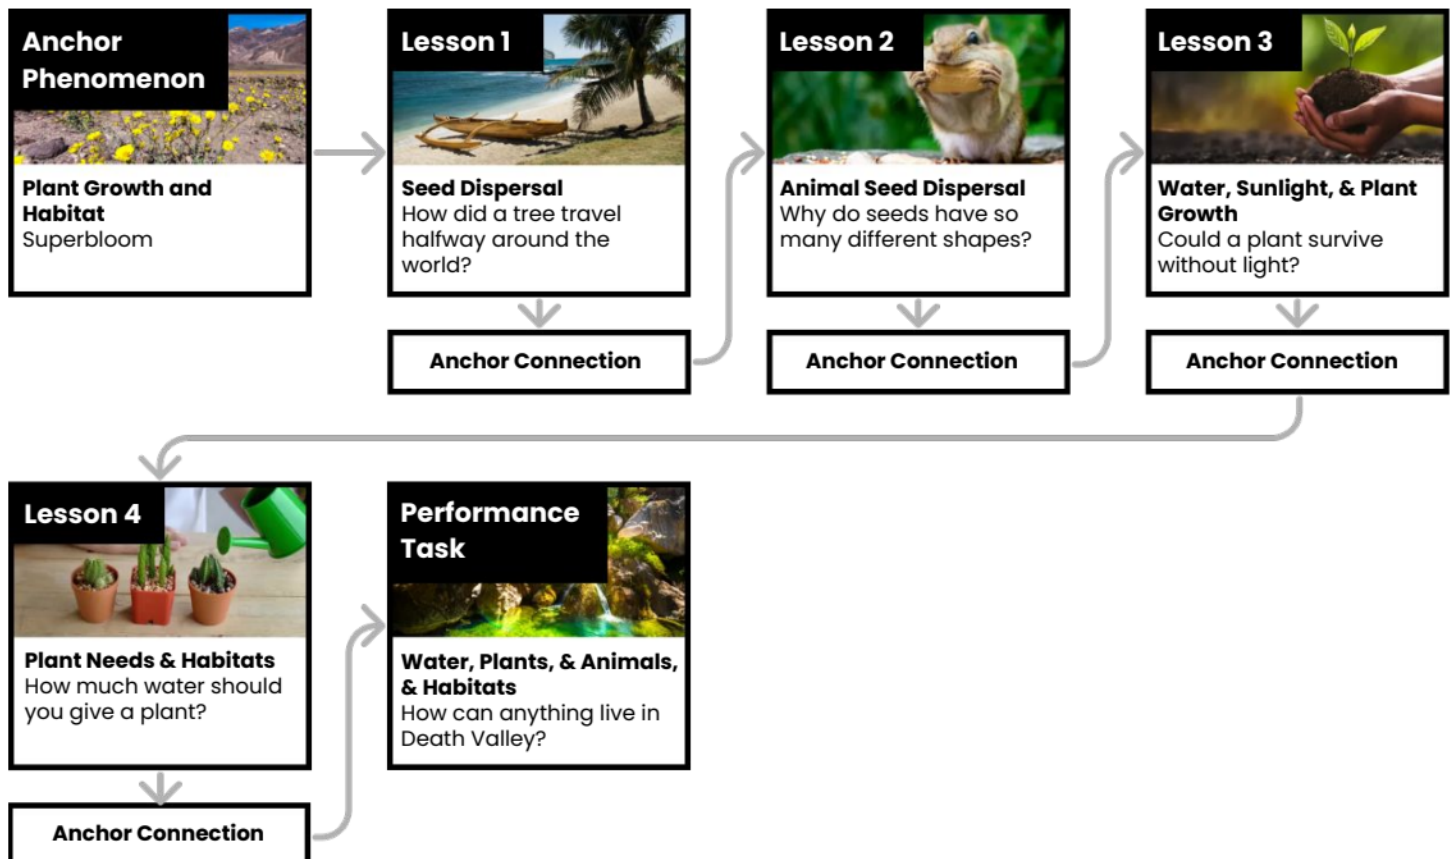 Anchor
Phenomenon
Plant Growth and
Habitat
Superbloom
Lesson 1
Seed Dispersal
How did a tree travel
halfway around the
world?
Anchor Connection
Lesson 2
Animal Seed Dispersal
Why do seeds have so
many different shapes?
Anchor Connection
Lesson 3
Water, Sunlight, & Plant
Growth
Could a plant survive
without light?
Anchor Connection
Lesson 4
Plant Needs & Habitats
How much water should
you give a plant?
Anchor Connection
Performance
Task
Water, Plants, & Animals,
& Habitats
How can anything live in
Death Valley?